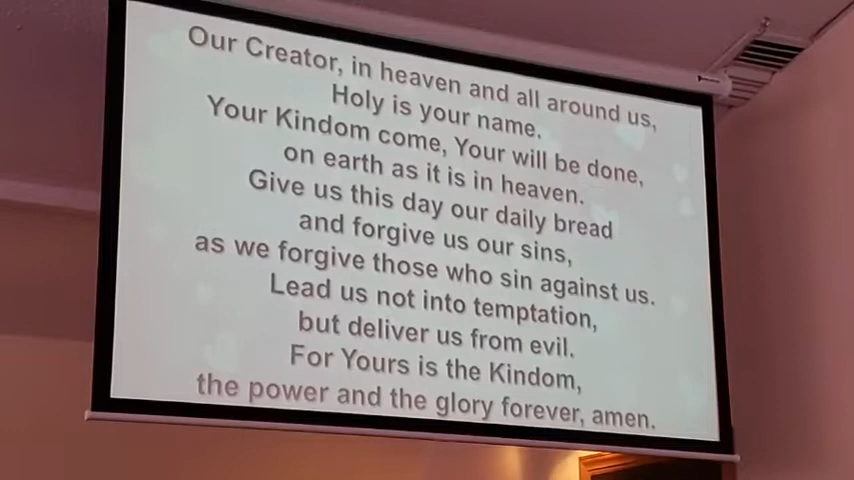 Our Creator, in heaven and all around us,
Holy is your name.
Your Kindom come, Your will be done,
on earth as it is in heaven.
Give us this day our daily bread
and forgive us our sins,
as we forgive those who sin against us.
Lead us not into temptation,
but deliver us from evil.
For Yours is the Kindom,
the power and the glory forever, amen.